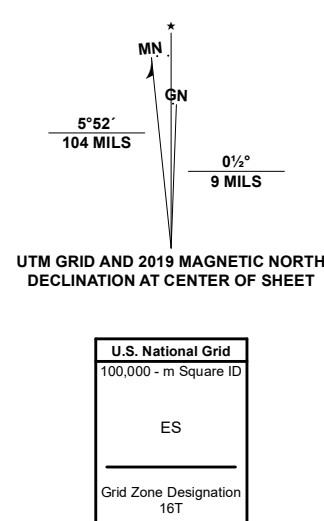 ★
MN
GN
5°52´
104 MILS
0½°
9 MILS
UTM GRID AND 2019 MAGNETIC NORTH
DECLINATION AT CENTER OF SHEET
U.S. National Grid
100,000 - m Square ID
ES
Grid Zone Designation
16T